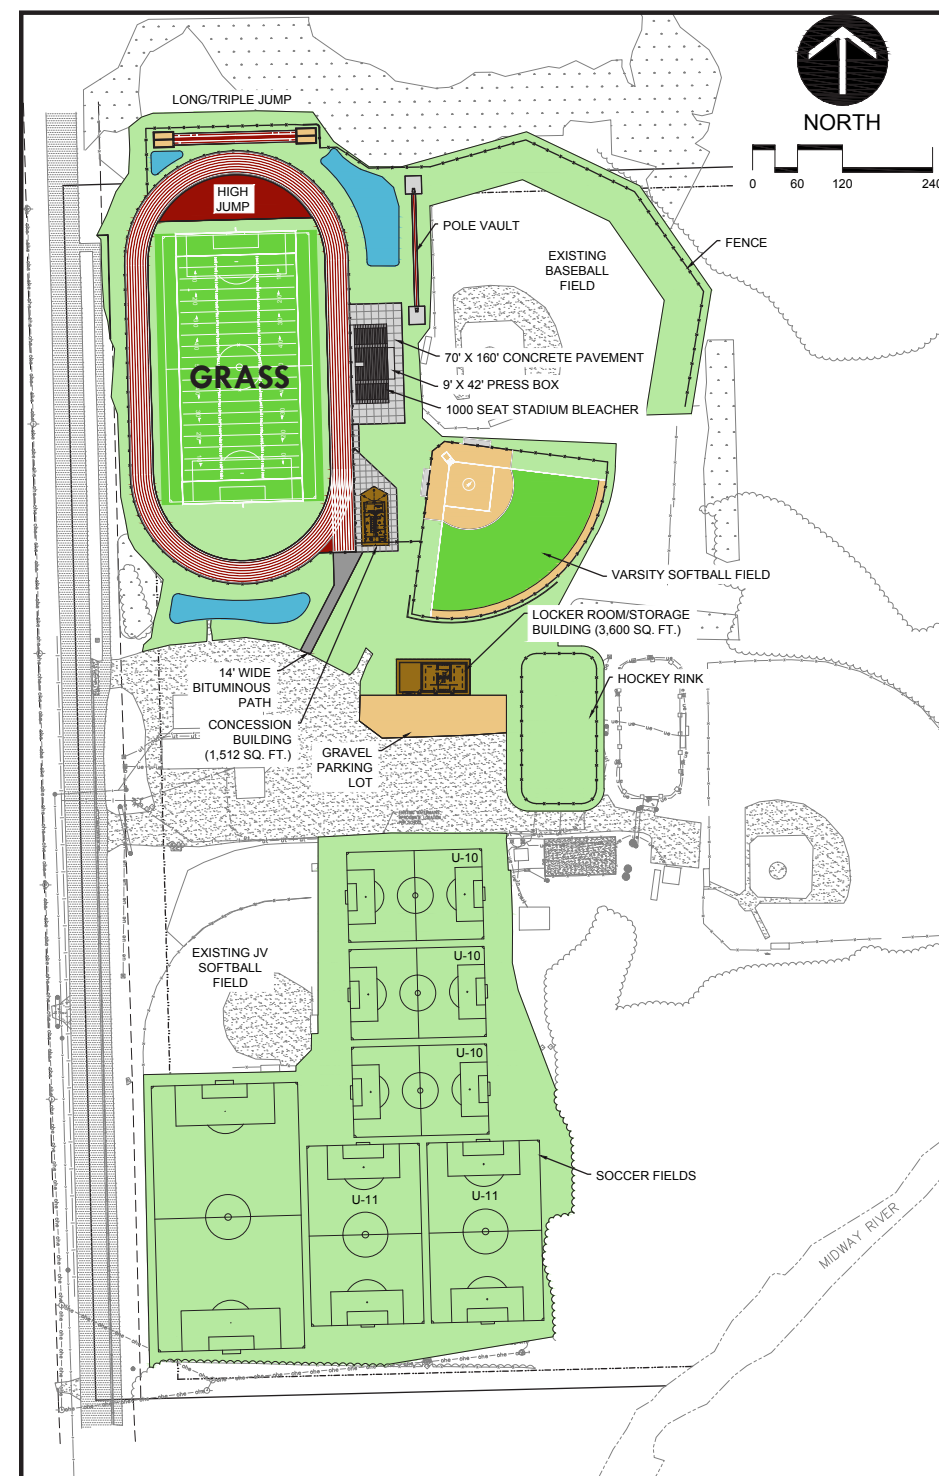 NORTH
0 60 120 240
LONG/TRIPLE JUMP
HIGH
JUMP
POLE VAULT
FENCE
EXISTING
BASEBALL
FIELD
GRASS
70' X 160' CONCRETE PAVEMENT
9' X 42' PRESS BOX
1000 SEAT STADIUM BLEACHER
VARSITY SOFTBALL FIELD
LOCKER ROOM/STORAGE
BUILDING (3,600 SQ. FT.)
HOCKEY RINK
14' WIDE
BITUMINOUS
PATH
CONCESSION
BUILDING
(1,512 SQ. FT.)
GRAVEL
PARKING
LOT
U-10
EXISTING JV
SOFTBALL
FIELD
U-10
U-10
U-11
U-11
SOCCER FIELDS
MIDWAY RIVER